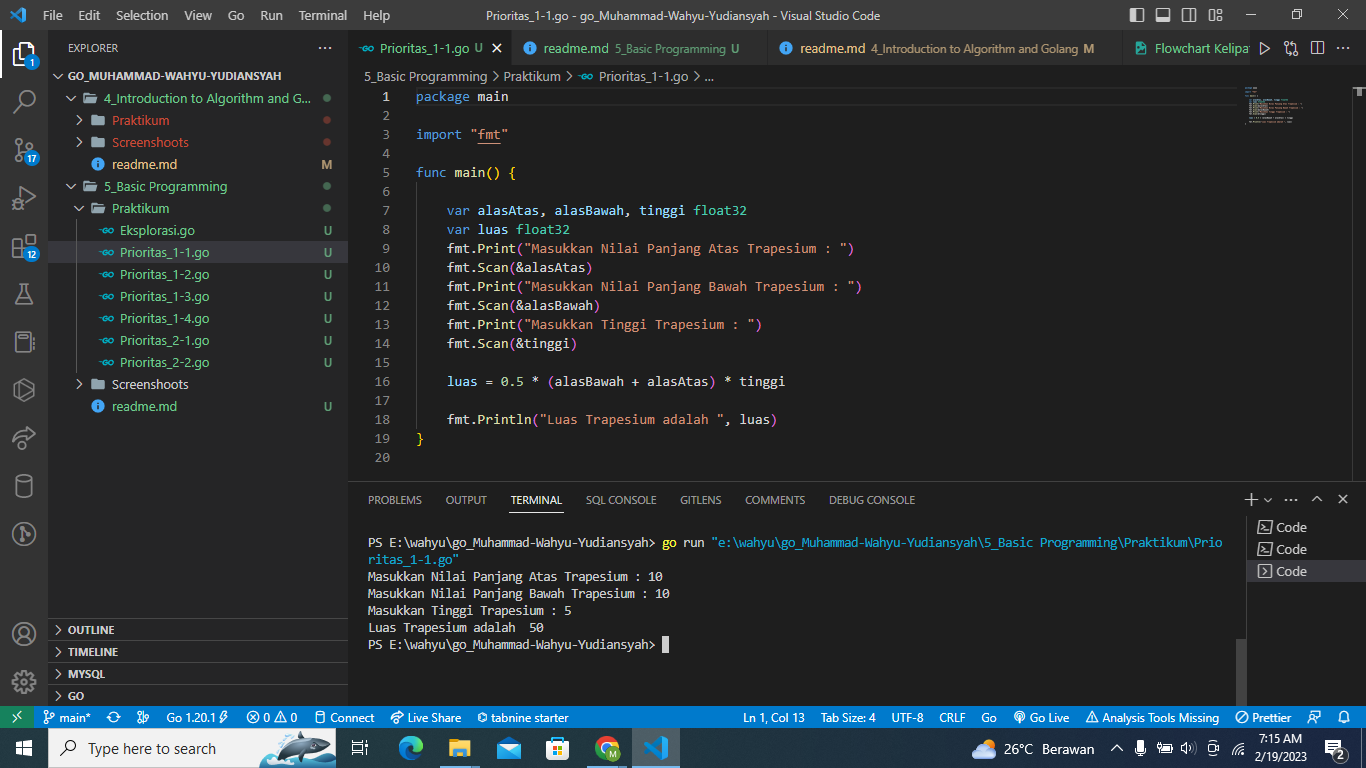 File Edit Selection View Go Run Terminal Help Prioritas_1-1.go - go_Muhammad-Wahyu-Yudiansyah - Visual Studio Code
EXPLORER
GO_MUHAMMAD-WAHYU-YUDIANSYAH
4_Introduction to Algorithm and G...
Praktikum
Screenshoots
readme.md M
5_Basic Programming
Praktikum
Eksplorasi.go U
Prioritas_1-1.go U
Prioritas_1-2.go U
Prioritas_1-3.go U
Prioritas_1-4.go U
Prioritas_2-1.go U
Prioritas_2-2.go U
Screenshoots
readme.md U
OUTLINE
TIMELINE
MYSQL
GO
1
17
12
Prioritas_1-1.go U readme.md 5_Basic Programming U readme.md 4_Introduction to Algorithm and Golang M Flowchart Kelipa
5_Basic Programming > Praktikum > Prioritas_1-1.go > ...
1 package main
2
3 import "fmt"
4
5 func main() {
6
7 var alasAtas, alasBawah, tinggi float32
8 var luas float32
9 fmt.Print("Masukkan Nilai Panjang Atas Trapesium : ")
10 fmt.Scan(&alasAtas)
11 fmt.Print("Masukkan Nilai Panjang Bawah Trapesium : ")
12 fmt.Scan(&alasBawah)
13 fmt.Print("Masukkan Tinggi Trapesium : ")
14 fmt.Scan(&tinggi)
15
16 luas = 0.5 * (alasBawah + alasAtas) * tinggi
17
18 fmt.Println("Luas Trapesium adalah ", luas)
19 }
20
PROBLEMS OUTPUT TERMINAL SQL CONSOLE GITLENS COMMENTS DEBUG CONSOLE
PS E:\wahyu\go_Muhammad-Wahyu-Yudiansyah> go run "e:\wahyu\go_Muhammad-Wahyu-Yudiansyah\5_Basic Programming\Praktikum\Prio
ritas_1-1.go"
Masukkan Nilai Panjang Atas Trapesium : 10
Masukkan Nilai Panjang Bawah Trapesium : 10
Masukkan Tinggi Trapesium : 5
Luas Trapesium adalah  50
PS E:\wahyu\go_Muhammad-Wahyu-Yudiansyah>
Code
Code
Code
main* Go 1.20.1 0 0 Connect Live Share tabnine starter Ln 1, Col 13 Tab Size: 4 UTF-8 CRLF Go Go Live Analysis Tools Missing Prettier
Type here to search
26°C Berawan
7:15 AM
2/19/2023
2